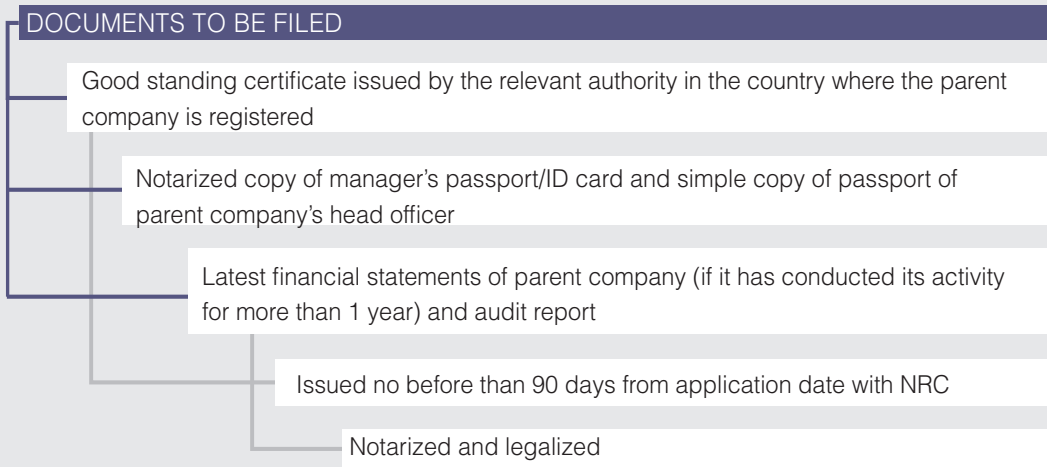 DOCUMENTS TO BE FILED
Good standing certificate issued by the relevant authority in the country where the parent
company is registered
Notarized copy of manager's passport/ID card and simple copy of passport of
parent company's head officer
Latest financial statements of parent company (if it has conducted its activity
for more than 1 year) and audit report
Issued no before than 90 days from application date with NRC
Notarized and legalized